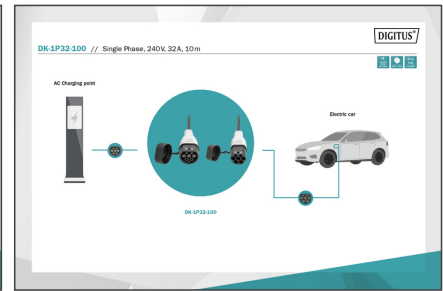 DIGITUS®
DK-1P32-100 // Single Phase, 240V, 32A, 10m
AC Charging point
Electric car
DK-1P32-100